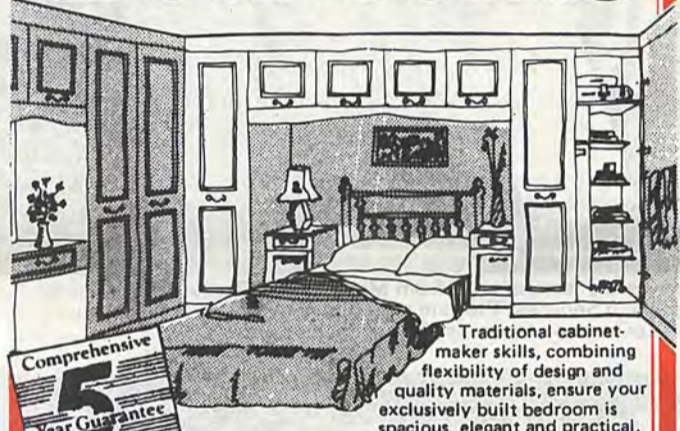 Comprehensive
5
Year Guarantee
Traditional cabinet-
maker skills, combining
flexibility of design and
quality materials, ensure your
exclusively built bedroom is
spacious, elegant and practical.